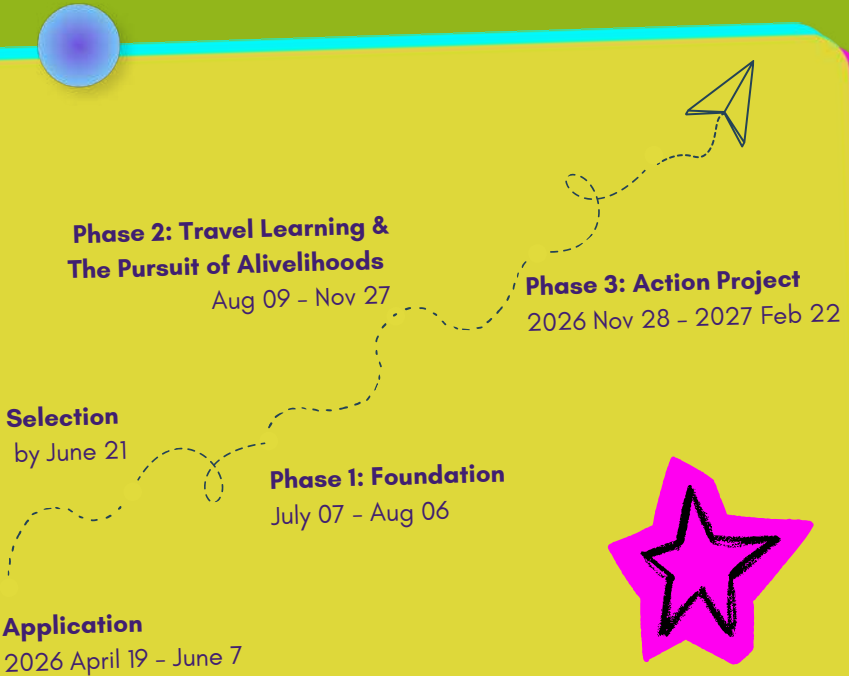 Phase 2: Travel Learning &
The Pursuit of Alivelihoods
Aug 09 – Nov 27
Phase 3: Action Project
2026 Nov 28 – 2027 Feb 22
Selection
by June 21
Phase 1: Foundation
July 07 – Aug 06
Application
2026 April 19 – June 7